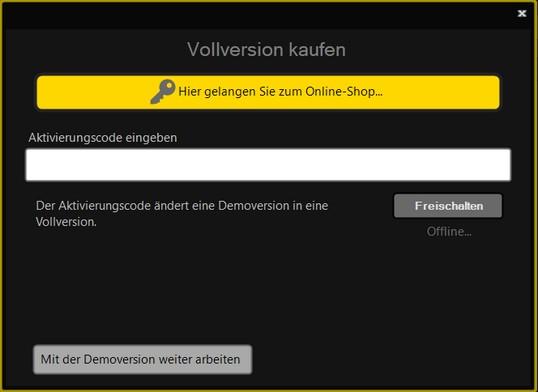 Vollversion kaufen
Hier gelangen Sie zum Online-Shop...
Aktivierungscode eingeben
Der Aktivierungscode ändert eine Demoversion in eine
Vollversion.
Freischalten
Offline...
Mit der Demoversion weiter arbeiten